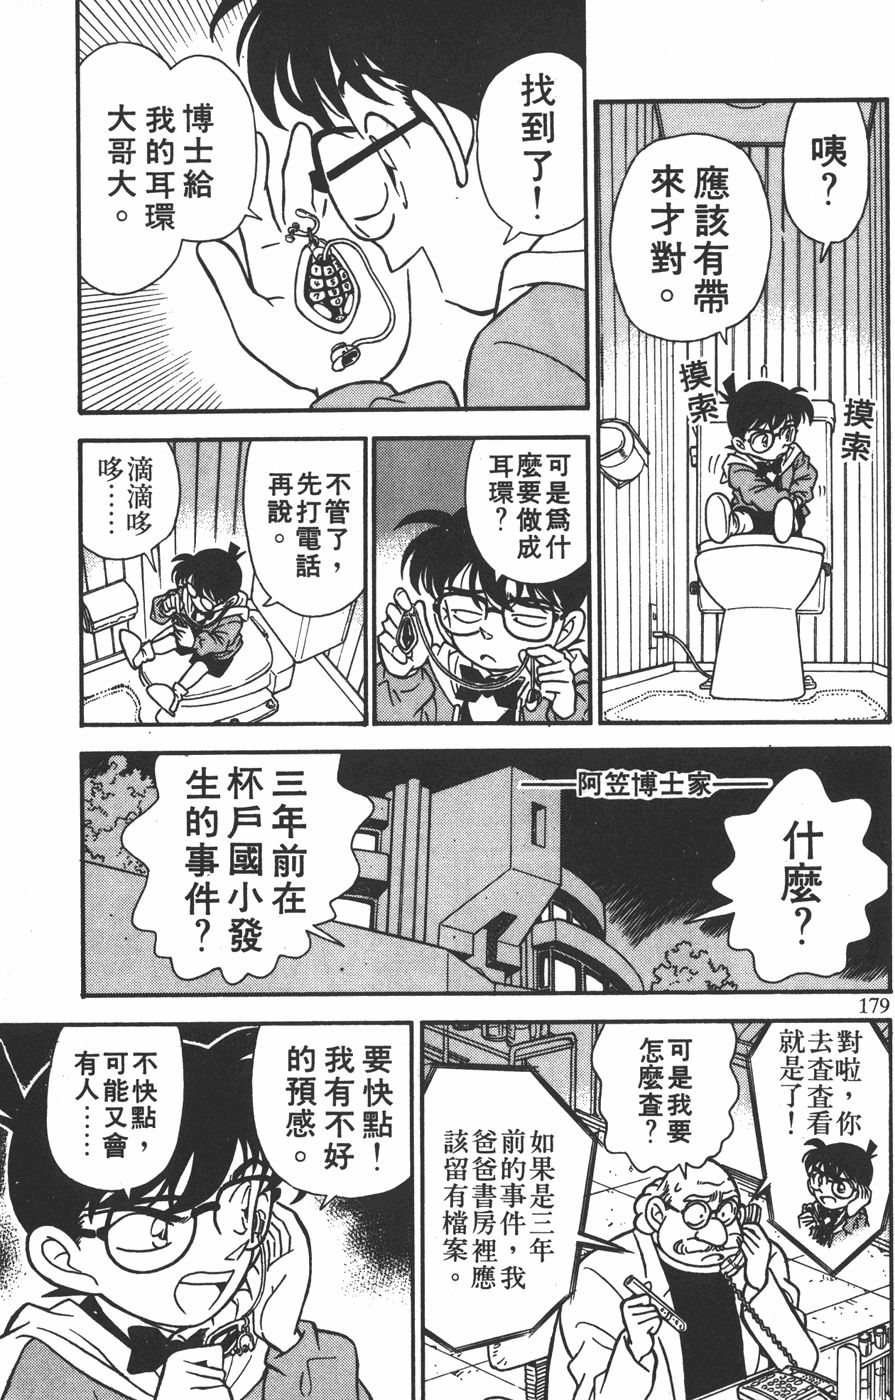 咦？
應該有帶
來才對。
摸索
摸索
找到了！
博士給
我的耳環
大哥大。
可是爲什
麼要做成
耳環？
不管了，
先打電話
再說。
滴滴哆
哆……
阿笠博士家
什麼？
三年前在
杯戶國小發
生的事件？
179
對啦，你
去查查看
就是了！
可是我要
怎麼查？
如果是三年
前的事件，我
爸爸書房裡應
該留有檔案。
要快點！
我有不好
的預感。
不快點，
可能又會
有人……